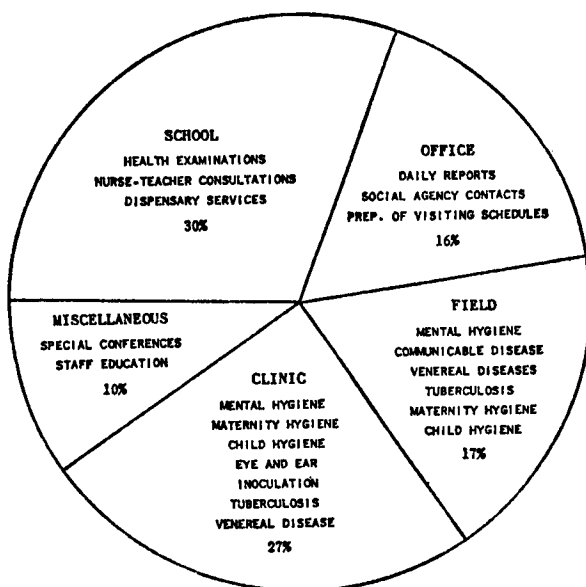 SCHOOL
HEALTH EXAMINATIONS
NURSE-TEACHER CONSULTATIONS
DISPENSARY SERVICES
30%
OFFICE
DAILY REPORTS
SOCIAL AGENCY CONTACTS
PREP. OF VISITING SCHEDULES
16%
MISCELLANEOUS
SPECIAL CONFERENCES
STAFF EDUCATION
10%
CLINIC
MENTAL HYGIENE
MATERNITY HYGIENE
CHILD HYGIENE
EYE AND EAR
INOCULATION
TUBERCULOSIS
VENEREAL DISEASE
27%
FIELD
MENTAL HYGIENE
COMMUNICABLE DISEASE
VENEREAL DISEASES
TUBERCULOSIS
MATERNITY HYGIENE
CHILD HYGIENE
17%